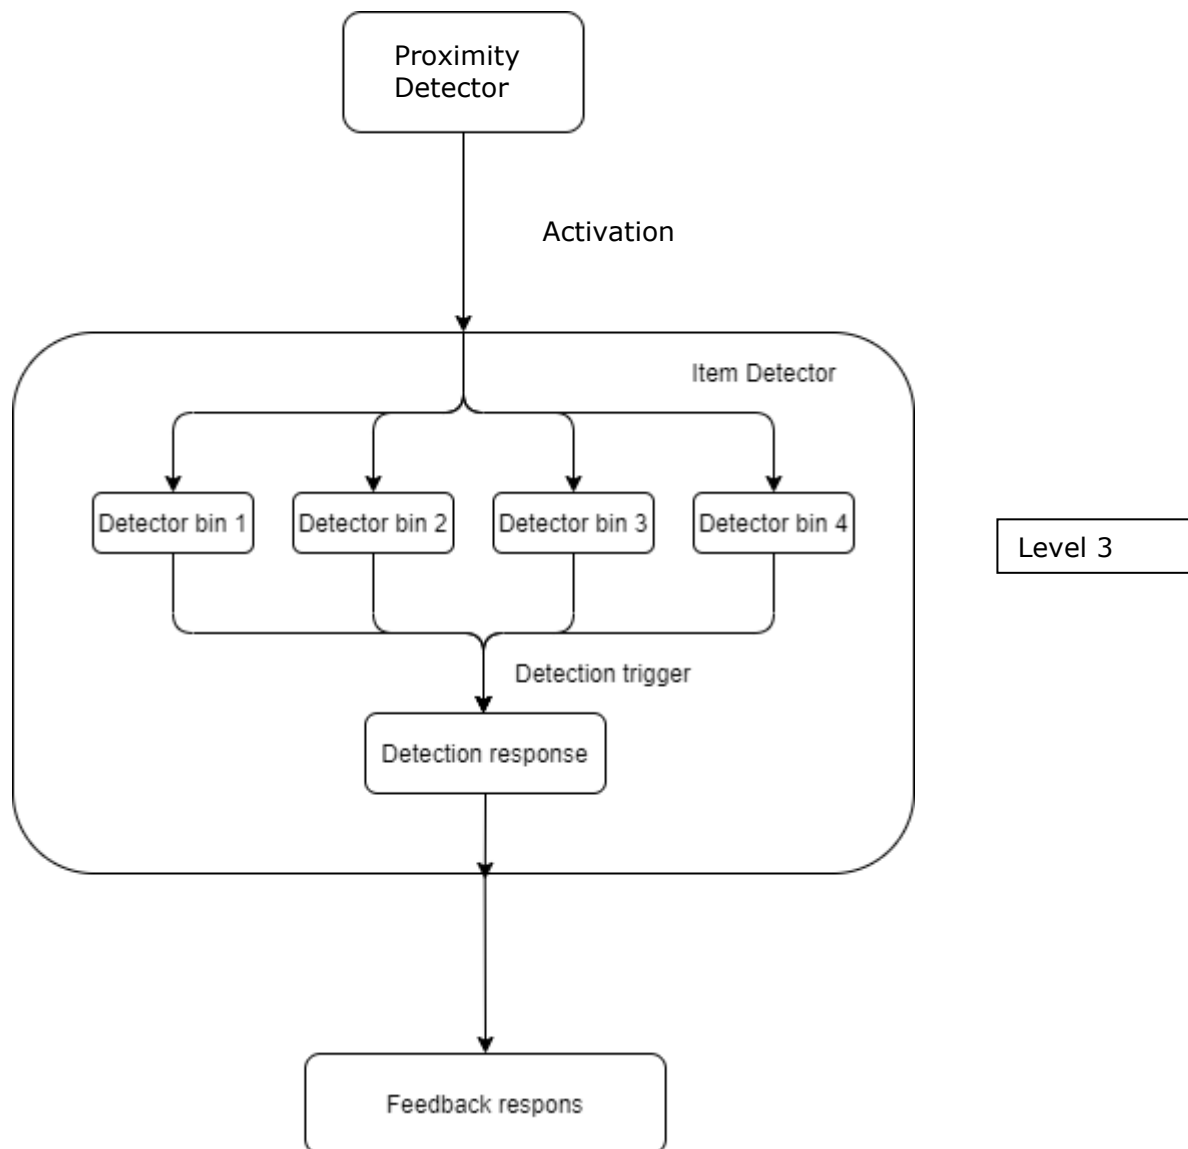 Proximity
Detector
Activation
Item Detector
Detector bin 1
Detector bin 2
Detector bin 3
Detector bin 4
Level 3
Detection trigger
Detection response
Feedback respons